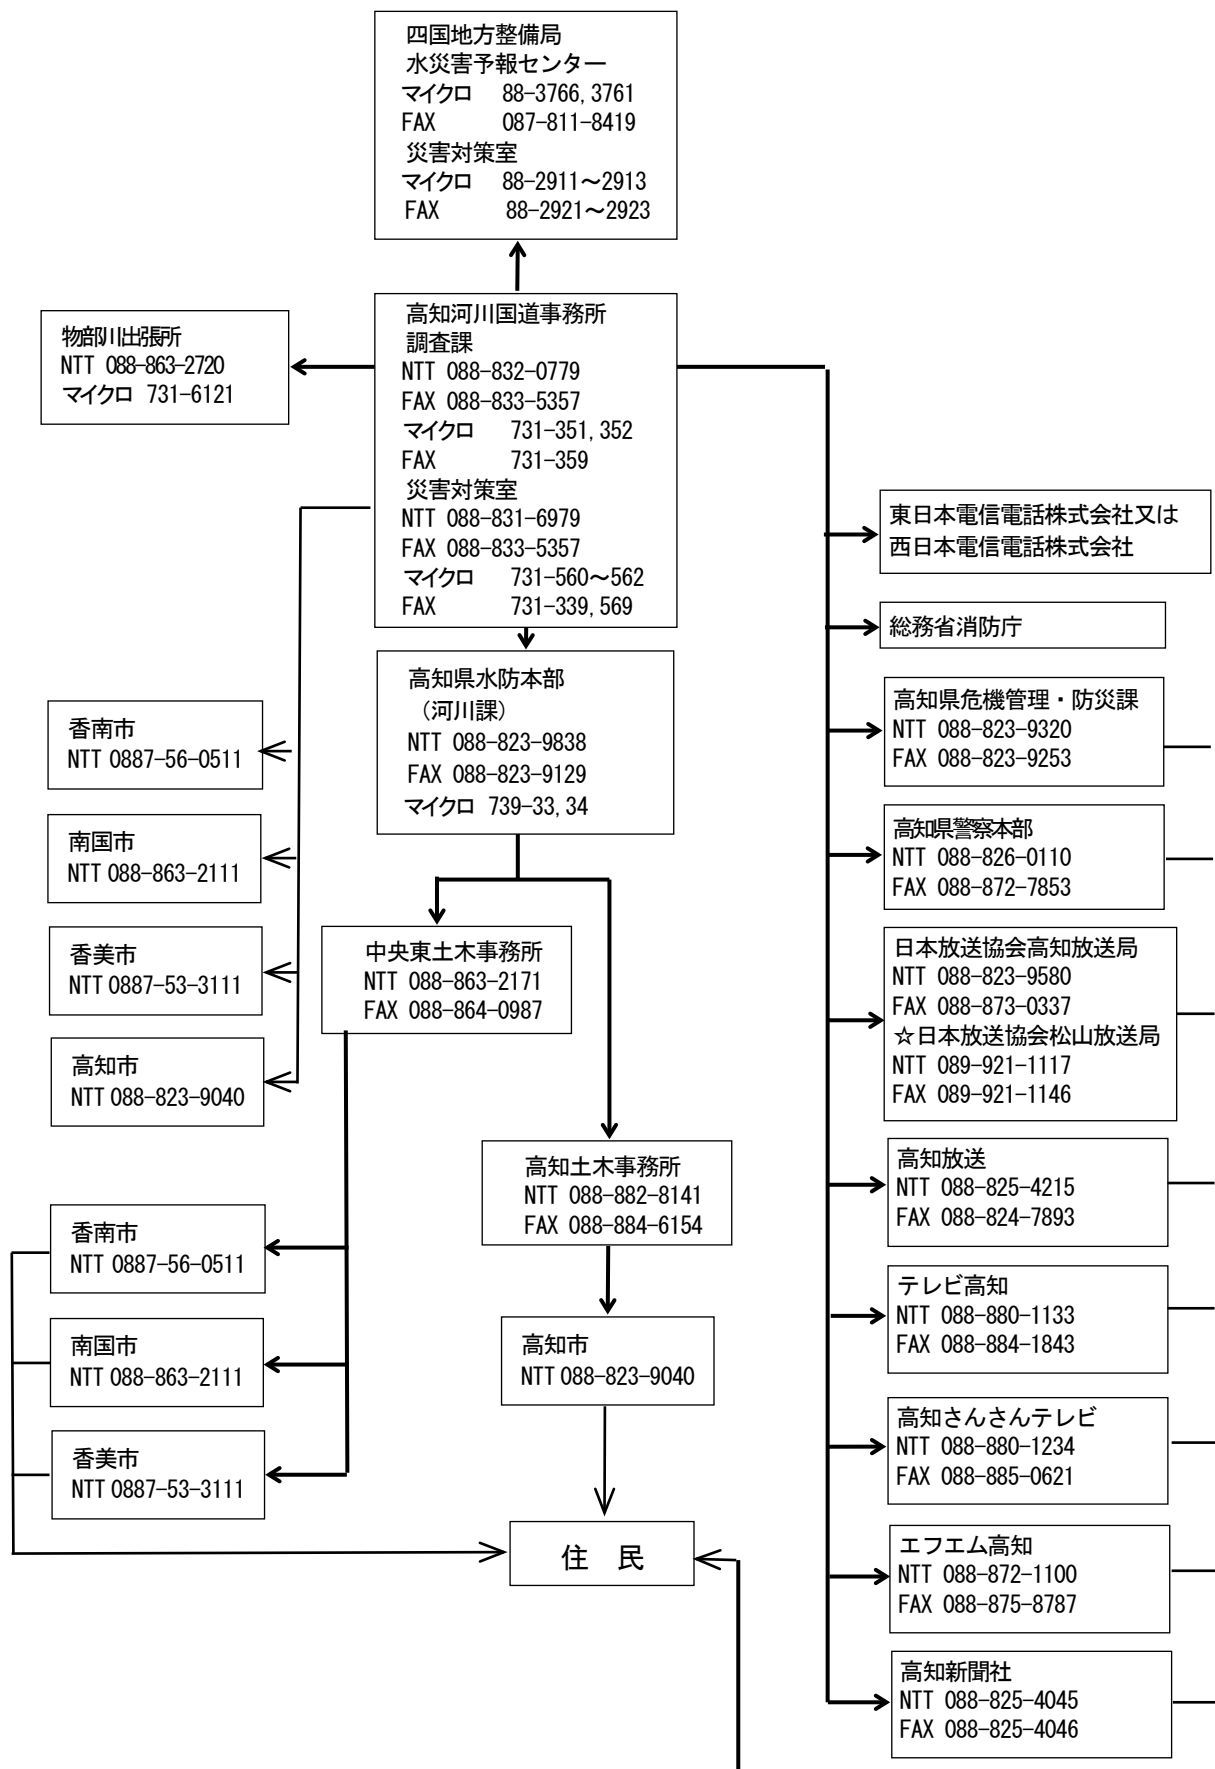 四国地方整備局
水災害予報センター
マイクロ 88-3766,3761
FAX 087-811-8419
災害対策室
マイクロ 88-2911～2913
FAX 88-2921～2923
物部川出張所
NTT 088-863-2720
マイクロ 731-6121
高知河川国道事務所
調査課
NTT 088-832-0779
FAX 088-833-5357
マイクロ 731-351,352
FAX 731-359
災害対策室
NTT 088-831-6979
FAX 088-833-5357
マイクロ 731-560～562
FAX 731-339,569
高知県水防本部
（河川課）
NTT 088-823-9838
FAX 088-823-9129
マイクロ 739-33,34
香南市
NTT 0887-56-0511
南国市
NTT 088-863-2111
香美市
NTT 0887-53-3111
高知市
NTT 088-823-9040
中央東土木事務所
NTT 088-863-2171
FAX 088-864-0987
高知土木事務所
NTT 088-882-8141
FAX 088-884-6154
香南市
NTT 0887-56-0511
南国市
NTT 088-863-2111
香美市
NTT 0887-53-3111
高知市
NTT 088-823-9040
住 民
東日本電信電話株式会社又は
西日本電信電話株式会社
総務省消防庁
高知県危機管理・防災課
NTT 088-823-9320
FAX 088-823-9253
高知県警察本部
NTT 088-826-0110
FAX 088-872-7853
日本放送協会高知放送局
NTT 088-823-9580
FAX 088-873-0337
☆日本放送協会松山放送局
NTT 089-921-1117
FAX 089-921-1146
高知放送
NTT 088-825-4215
FAX 088-824-7893
テレビ高知
NTT 088-880-1133
FAX 088-884-1843
高知さんさんテレビ
NTT 088-880-1234
FAX 088-885-0621
エフエム高知
NTT 088-872-1100
FAX 088-875-8787
高知新聞社
NTT 088-825-4045
FAX 088-825-4046